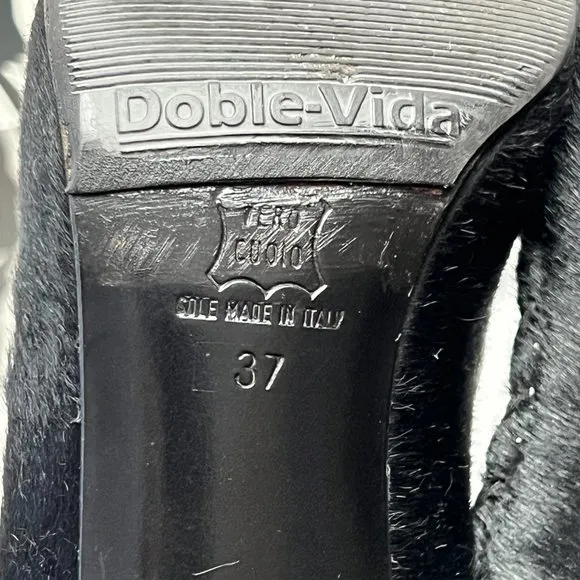 Doble-Vida
VERO
CUOIO
SOLE MADE IN ITALY
37